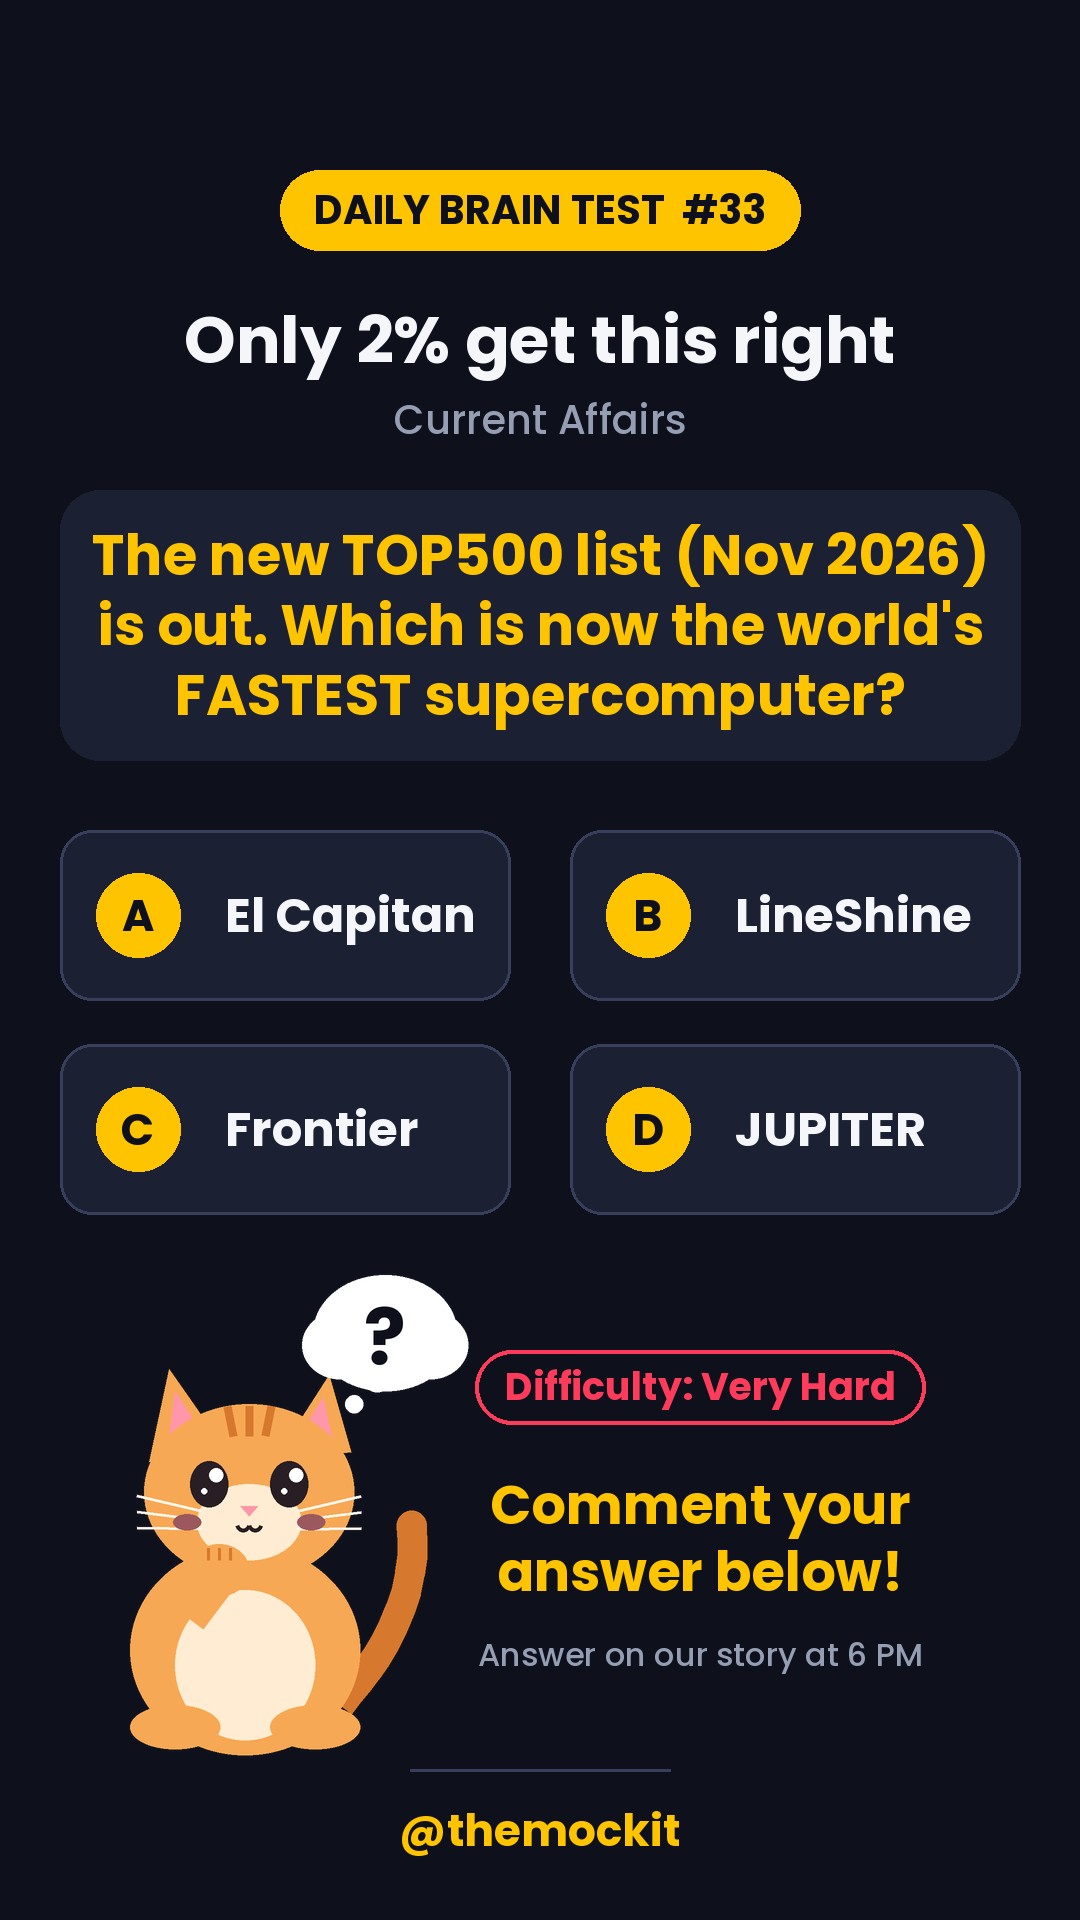 DAILY BRAIN TEST #33
Only 2% get this right
Current Affairs
The new TOP500 list (Nov 2026)
is out. Which is now the world's
FASTEST supercomputer?
A El Capitan
B LineShine
C Frontier
D JUPITER
?
Difficulty: Very Hard
Comment your
answer below!
Answer on our story at 6 PM
@themockit